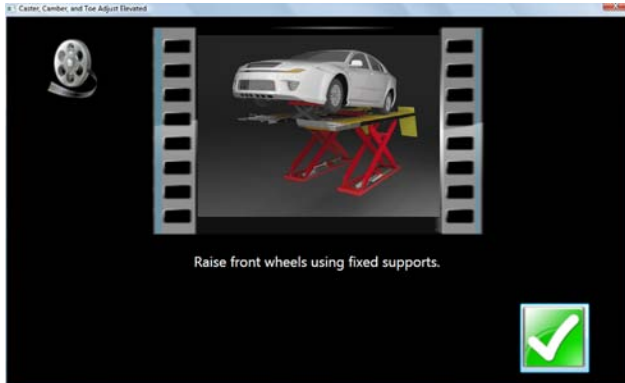 Caster, Camber, and Toe Adjust Elevated
Raise front wheels using fixed supports.